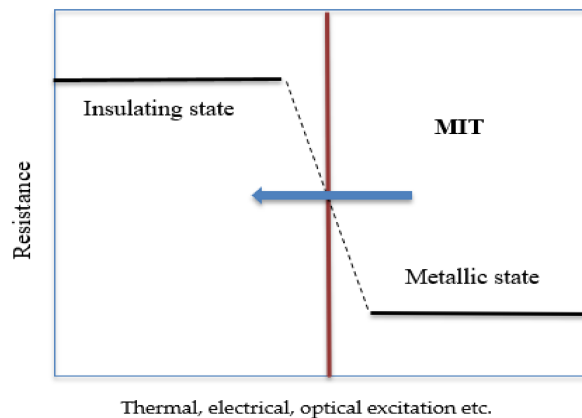 Insulating state
MIT
Resistance
Metallic state
Thermal, electrical, optical excitation etc.